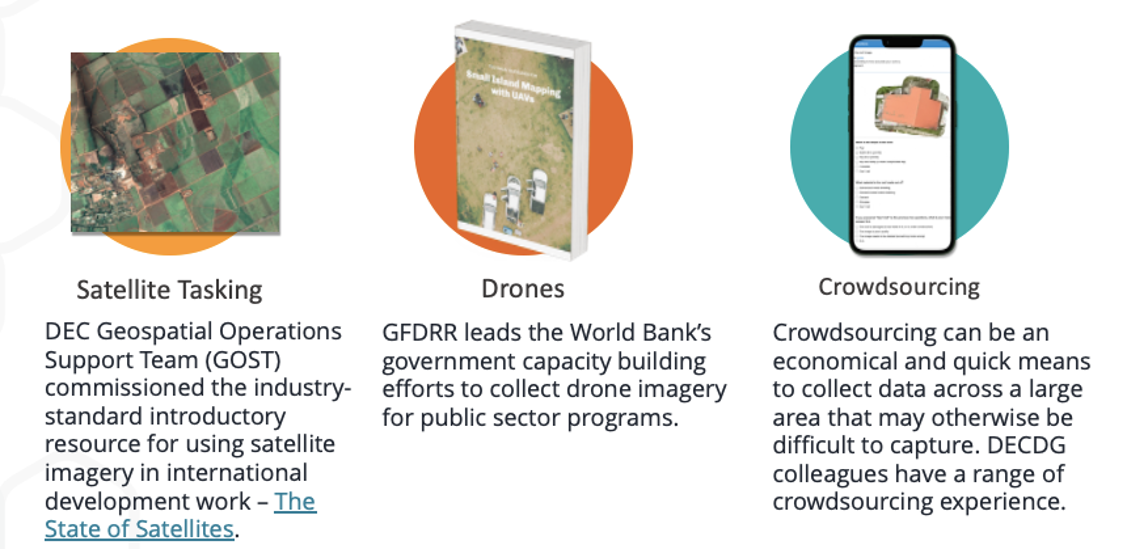 Small Island Mapping
with UAVs
Satellite Tasking
DEC Geospatial Operations
Support Team (GOST)
commissioned the industry-
standard introductory
resource for using satellite
imagery in international
development work – The
State of Satellites.
Drones
GFDRR leads the World Bank’s
government capacity building
efforts to collect drone imagery
for public sector programs.
Crowdsourcing
Crowdsourcing can be an
economical and quick means
to collect data across a large
area that may otherwise be
difficult to capture. DECDG
colleagues have a range of
crowdsourcing experience.